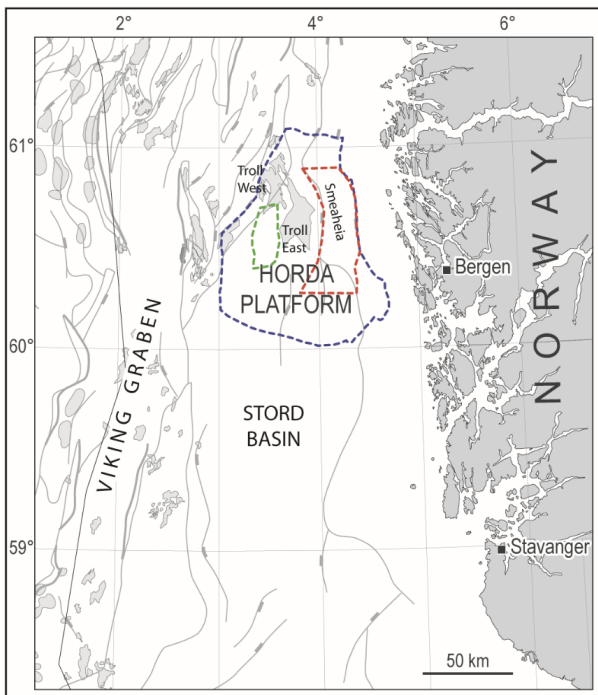 2°
4°
6°
61°
60°
59°
Troll
West
Troll
East
Smeaheia
HORDA
PLATFORM
VIKING GRABEN
STORD
BASIN
NORWAY
Bergen
Stavanger
50 km